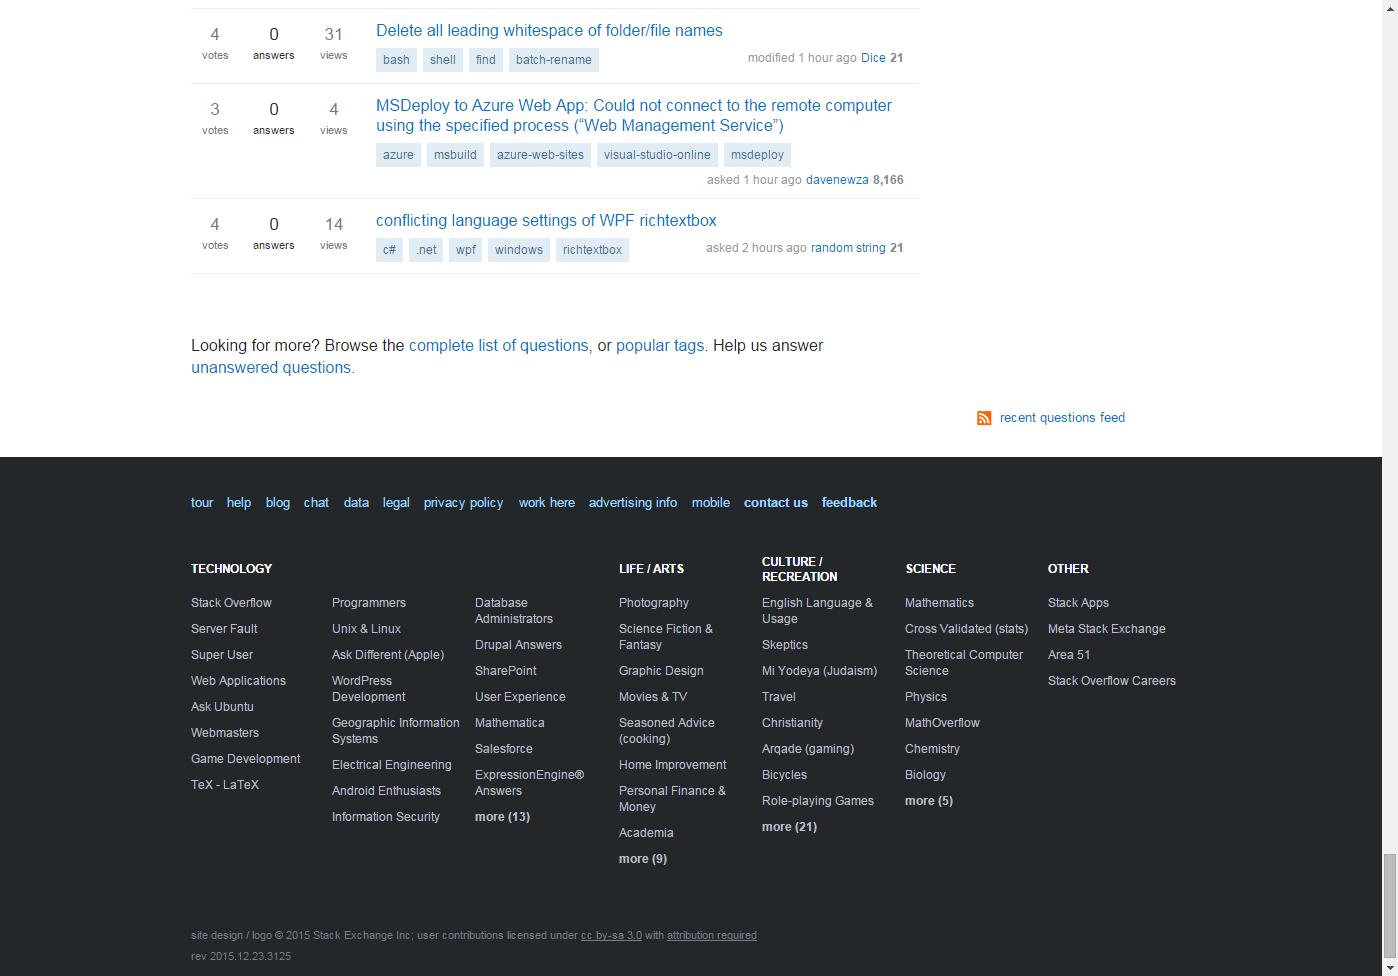 4 0 31 Delete all leading whitespace of folder/file names
votes answers views bash shell find batch-rename modified 1 hour ago Dice 21
3 0 4 MSDeploy to Azure Web App: Could not connect to the remote computer
votes answers views using the specified process (“Web Management Service”)
azure msbuild azure-web-sites visual-studio-online msdeploy
asked 1 hour ago davenewza 8,166
4 0 14 conflicting language settings of WPF richtextbox
votes answers views c# .net wpf windows richtextbox asked 2 hours ago random string 21
Looking for more? Browse the complete list of questions, or popular tags. Help us answer
unanswered questions.
recent questions feed
tour help blog chat data legal privacy policy work here advertising info mobile contact us feedback
TECHNOLOGY
Stack Overflow
Server Fault
Super User
Web Applications
Ask Ubuntu
Webmasters
Game Development
TeX - LaTeX
Programmers
Unix & Linux
Ask Different (Apple)
WordPress
Development
Geographic Information
Systems
Electrical Engineering
Android Enthusiasts
Information Security
Database
Administrators
Drupal Answers
SharePoint
User Experience
Mathematica
Salesforce
ExpressionEngine®
Answers
more (13)
LIFE / ARTS
Photography
Science Fiction &
Fantasy
Graphic Design
Movies & TV
Seasoned Advice
(cooking)
Home Improvement
Personal Finance &
Money
Academia
more (9)
CULTURE /
RECREATION
English Language &
Usage
Skeptics
Mi Yodeya (Judaism)
Travel
Christianity
Arqade (gaming)
Bicycles
Role-playing Games
more (21)
SCIENCE
Mathematics
Cross Validated (stats)
Theoretical Computer
Science
Physics
MathOverflow
Chemistry
Biology
more (5)
OTHER
Stack Apps
Meta Stack Exchange
Area 51
Stack Overflow Careers
site design / logo © 2015 Stack Exchange Inc; user contributions licensed under cc by-sa 3.0 with attribution required
rev 2015.12.23.3125